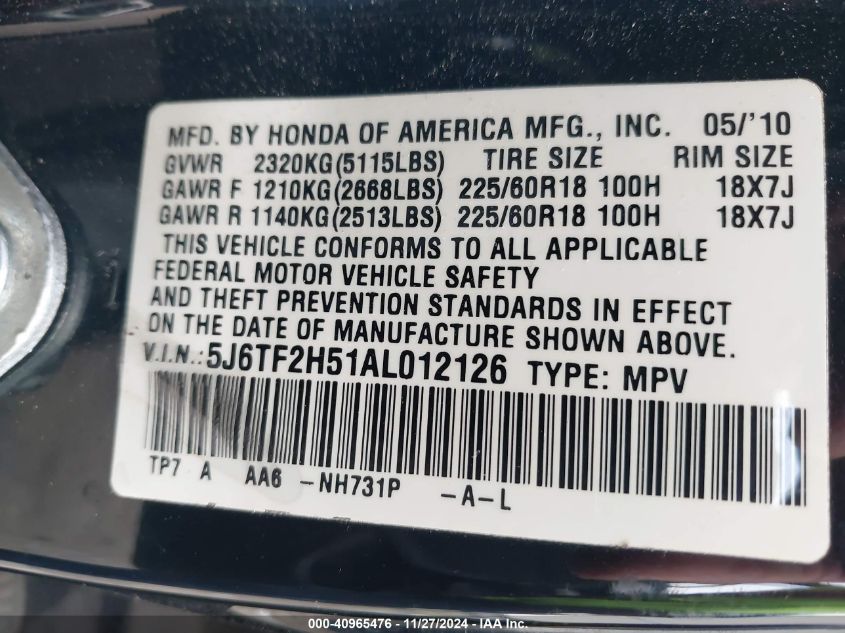 MFD. BY HONDA OF AMERICA MFG., INC. 05/'10
GVWR 2320KG(5115LBS) TIRE SIZE RIM SIZE
GAWR F 1210KG(2668LBS) 225/60R18 100H 18X7J
GAWR R 1140KG(2513LBS) 225/60R18 100H 18X7J
THIS VEHICLE CONFORMS TO ALL APPLICABLE
FEDERAL MOTOR VEHICLE SAFETY
AND THEFT PREVENTION STANDARDS IN EFFECT
ON THE DATE OF MANUFACTURE SHOWN ABOVE.
V.I.N.:5J6TF2H51AL012126 TYPE: MPV
TP7 A AA6 -NH731P -A-L
000-40965476 - 11/27/2024 - IAA Inc.